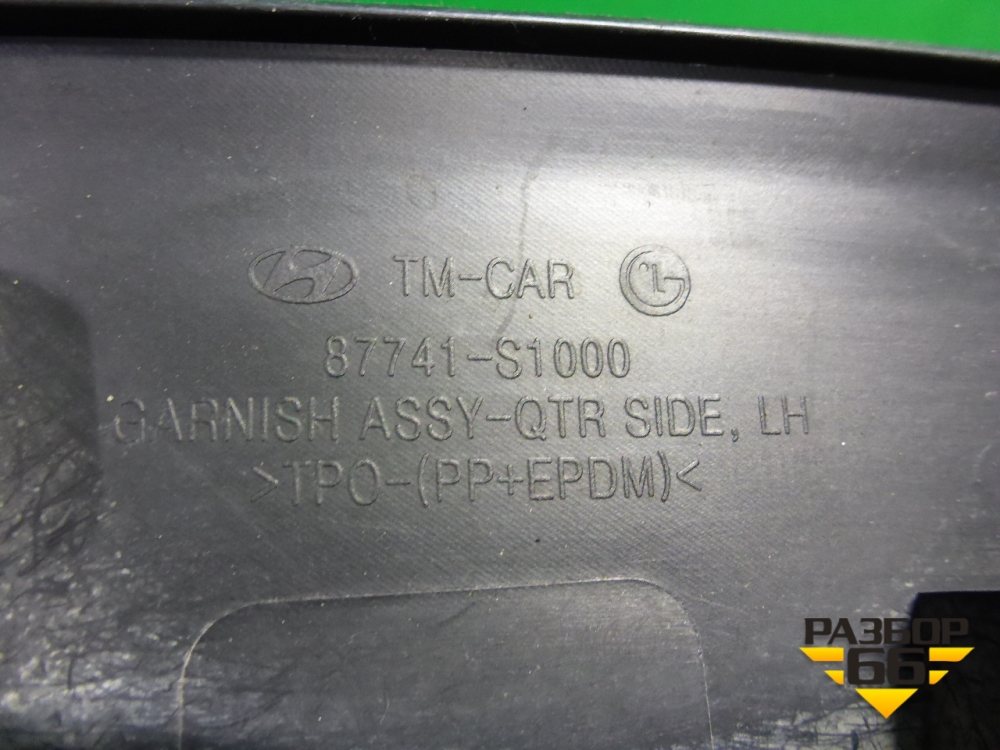 TM-CAR
87741-S1000
GARNISH ASSY-QTR SIDE, LH
>TPO-(PP+EPDM)<
РАЗБОР
66